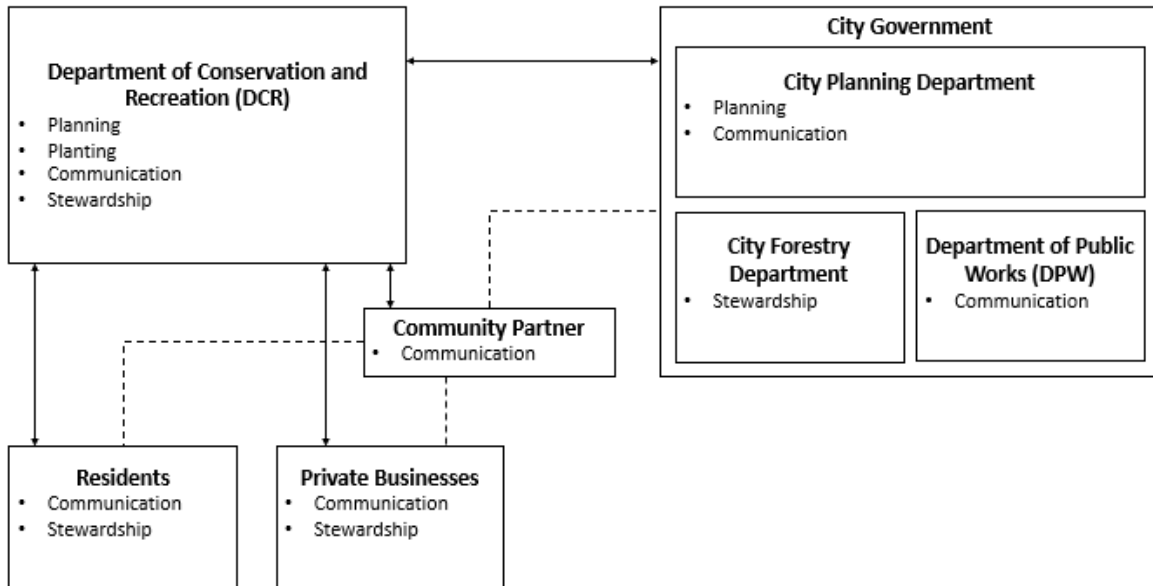 Department of Conservation and
Recreation (DCR)
• Planning
• Planting
• Communication
• Stewardship
City Government
City Planning Department
• Planning
• Communication
City Forestry
Department
• Stewardship
Department of Public
Works (DPW)
• Communication
Community Partner
• Communication
Residents
• Communication
• Stewardship
Private Businesses
• Communication
• Stewardship